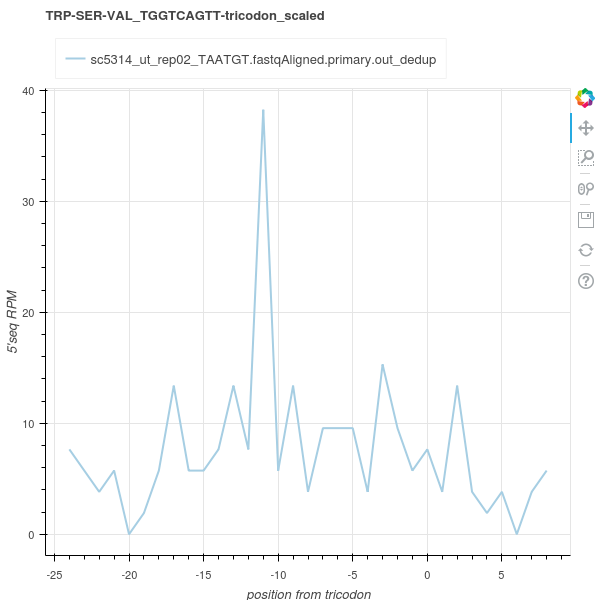 TRP-SER-VAL_TGGTCAGTT-tricodon_scaled
sc5314_ut_rep02_TAATGT.fastqAligned.primary.out_dedup
40
30
20
10
0
5'seq RPM
-25 -20 -15 -10 -5 0 5
position from tricodon